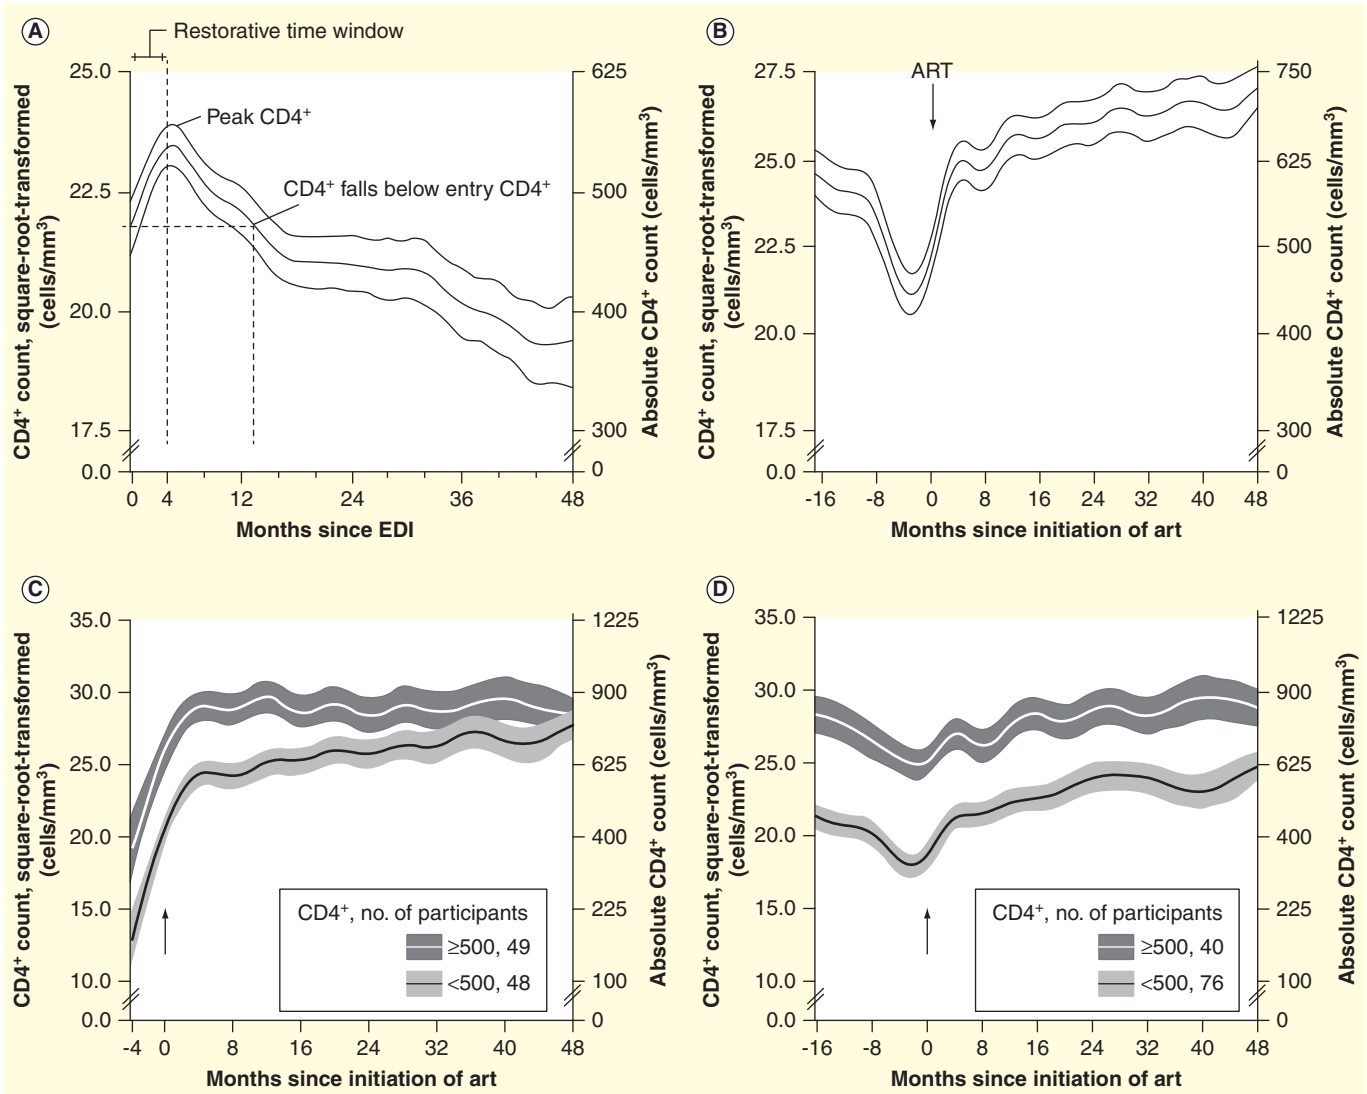 A
Restorative time window
25.0
22.5
20.0
17.5
0.0
CD4⁺ count, square-root-transformed
(cells/mm³)
Peak CD4⁺
CD4⁺ falls below entry CD4⁺
625
500
400
300
0
Absolute CD4⁺ count (cells/mm³)
0 4 12 24 36 48
Months since EDI
B
ART
27.5
25.0
22.5
20.0
17.5
0.0
CD4⁺ count, square-root-transformed
(cells/mm³)
750
625
500
400
300
0
Absolute CD4⁺ count (cells/mm³)
-16 -8 0 8 16 24 32 40 48
Months since initiation of art
C
35.0
30.0
25.0
20.0
15.0
10.0
0.0
CD4⁺ count, square-root-transformed
(cells/mm³)
1225
900
625
400
225
100
0
Absolute CD4⁺ count (cells/mm³)
CD4⁺, no. of participants
≥500, 49
<500, 48
-4 0 8 16 24 32 40 48
Months since initiation of art
D
35.0
30.0
25.0
20.0
15.0
10.0
0.0
CD4⁺ count, square-root-transformed
(cells/mm³)
1225
900
625
400
225
100
0
Absolute CD4⁺ count (cells/mm³)
CD4⁺, no. of participants
≥500, 40
<500, 76
-16 -8 0 8 16 24 32 40 48
Months since initiation of art